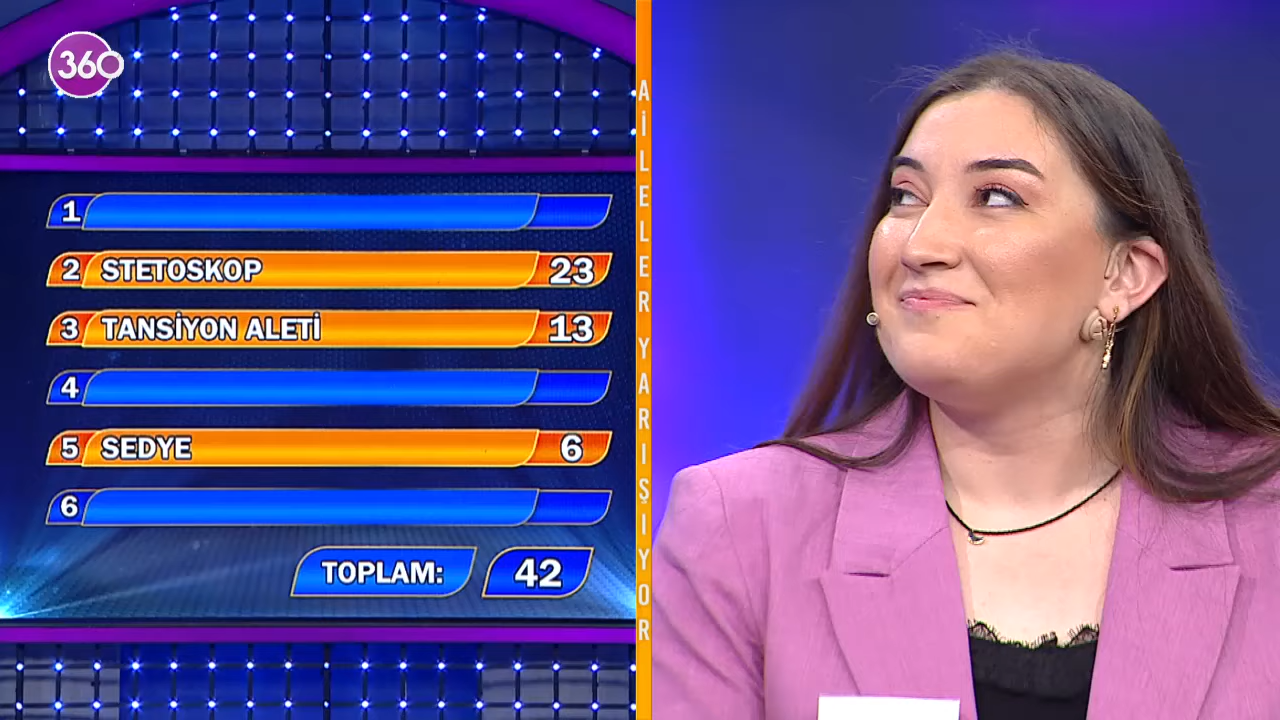 360
1
2 STETOSKOP 23
3 TANSİYON ALETİ 13
4
5 SEDYE 6
6
TOPLAM: 42
AİLELER YARIŞIYOR